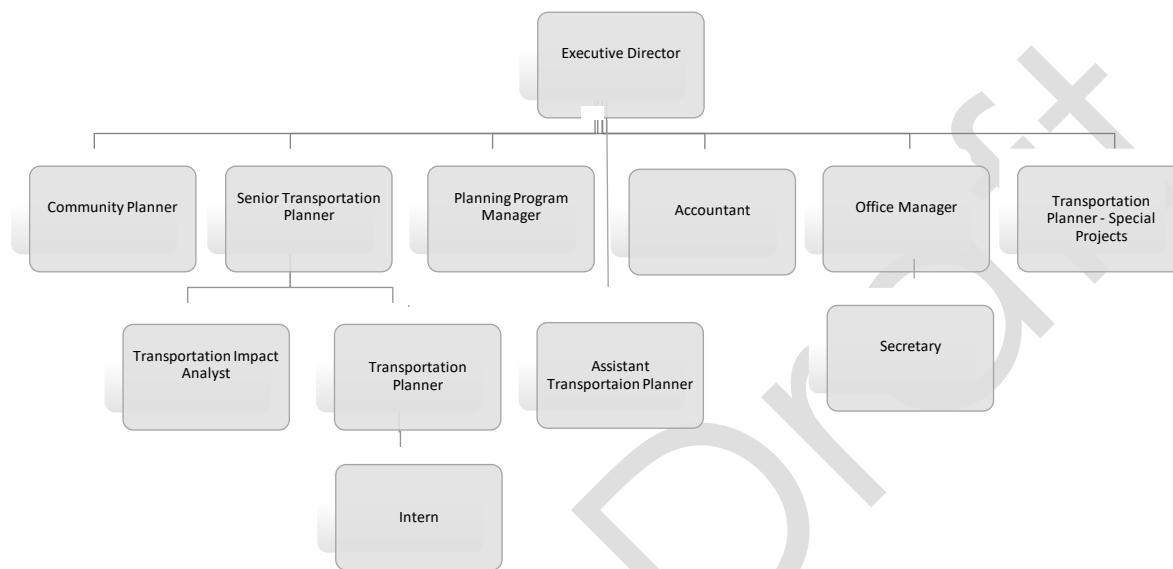 Executive Director
Community Planner
Senior Transportation
Planner
Planning Program
Manager
Accountant
Office Manager
Transportation
Planner - Special
Projects
Transportation Impact
Analyst
Transportation
Planner
Assistant
Transportaion Planner
Secretary
Intern
Draft